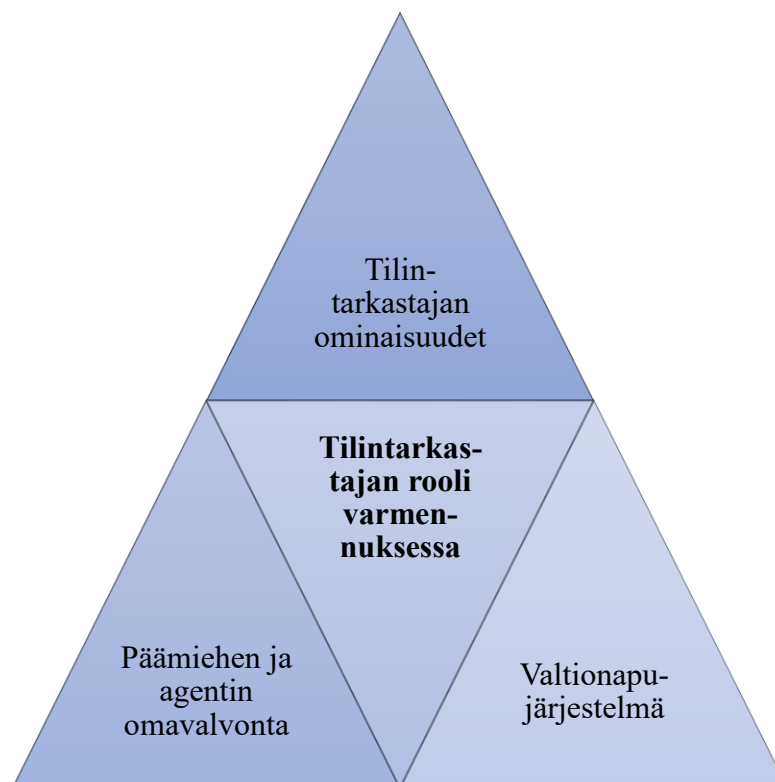 Tilin-
tarkastajan
ominaisuudet
Tilintarkas-
tajan rooli
varmen-
nuksessa
Päämiehen ja
agentin
omavalvonta
Valtionapu-
järjestelmä